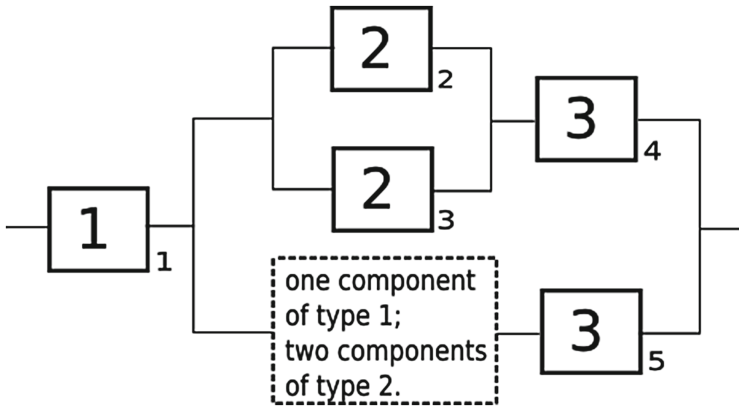 2
2
3
4
2
3
1
1
one component
of type 1;
two components
of type 2.
3
5